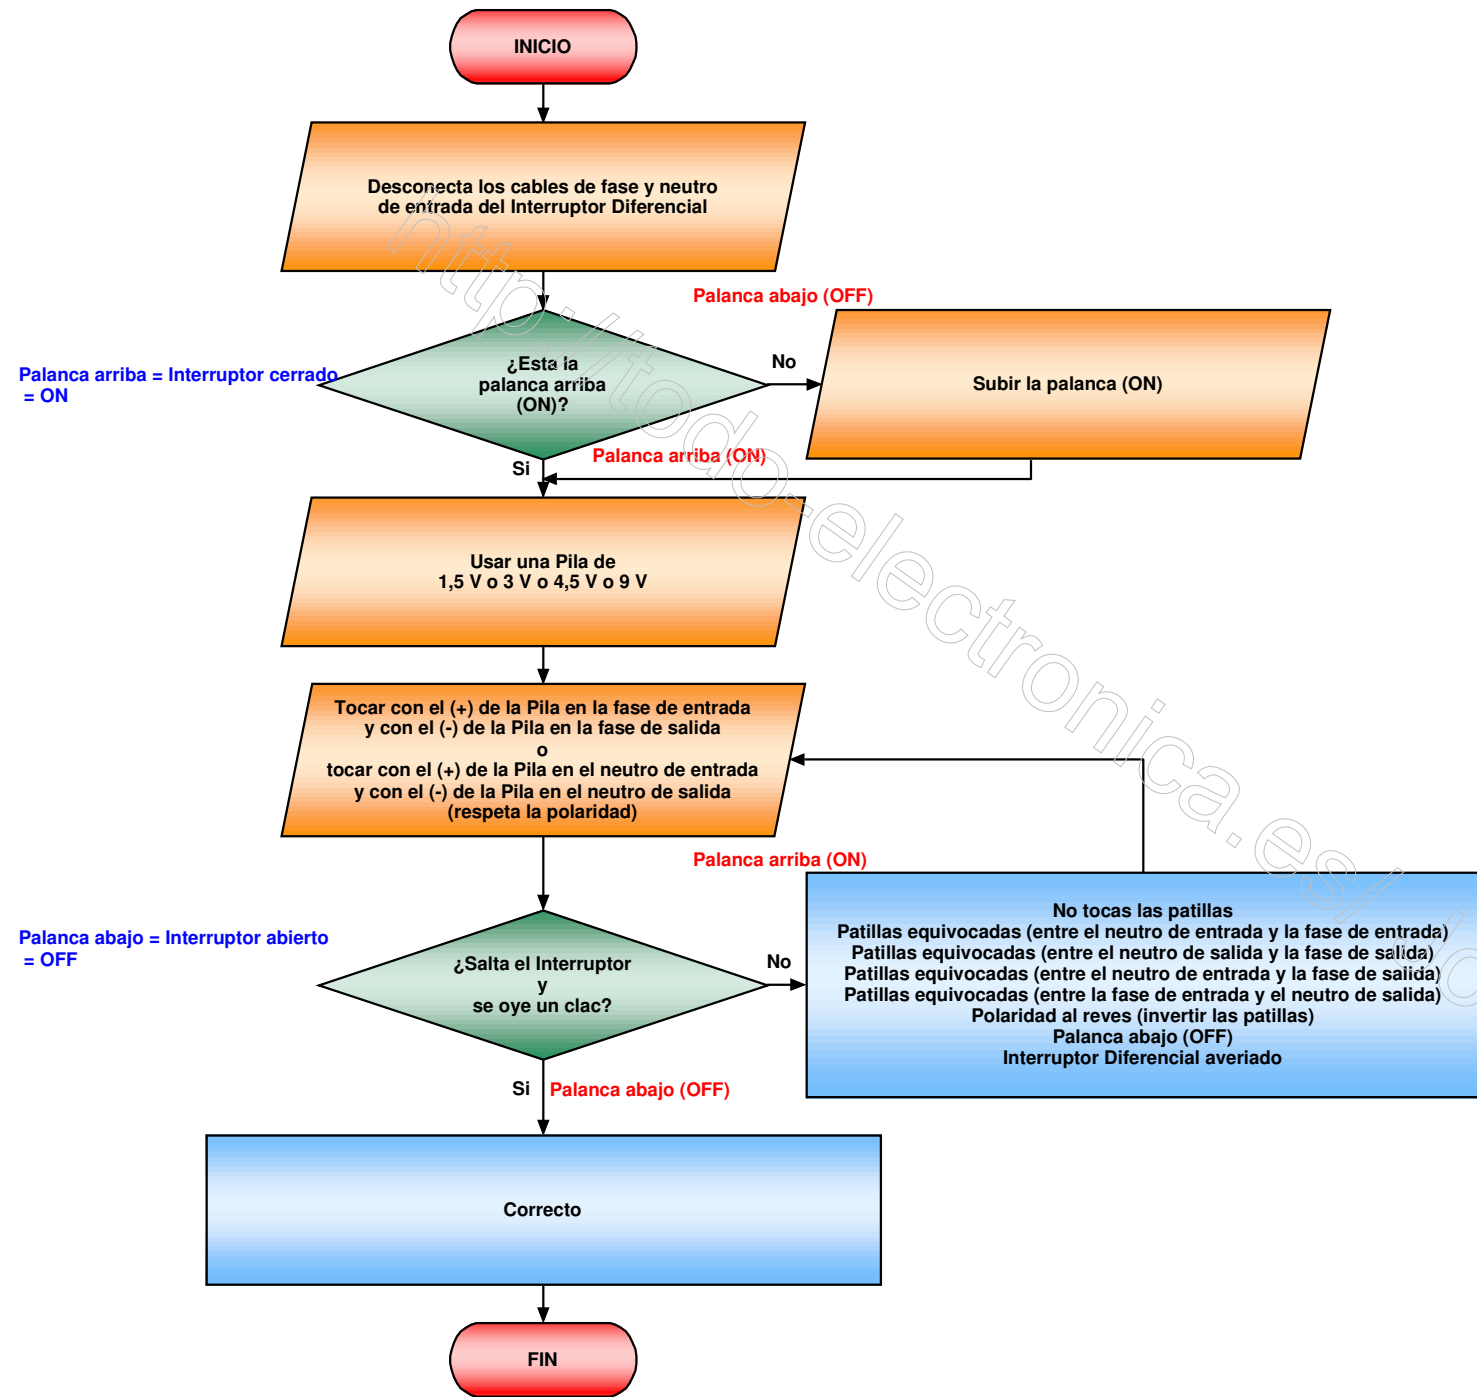 INICIO
Desconecta los cables de fase y neutro
de entrada del Interruptor Diferencial
Palanca abajo (OFF)
¿Esta la
palanca arriba
(ON)?
No
Subir la palanca (ON)
Palanca arriba = Interruptor cerrado
= ON
Si
Palanca arriba (ON)
Usar una Pila de
1,5 V o 3 V o 4,5 V o 9 V
Tocar con el (+) de la Pila en la fase de entrada
y con el (-) de la Pila en la fase de salida
o
tocar con el (+) de la Pila en el neutro de entrada
y con el (-) de la Pila en el neutro de salida
(respeta la polaridad)
Palanca arriba (ON)
Palanca abajo = Interruptor abierto
= OFF
¿Salta el Interruptor
y
se oye un clac?
No
No tocas las patillas
Patillas equivocadas (entre el neutro de entrada y la fase de entrada)
Patillas equivocadas (entre el neutro de salida y la fase de salida)
Patillas equivocadas (entre el neutro de entrada y la fase de salida)
Patillas equivocadas (entre la fase de entrada y el neutro de salida)
Polaridad al reves (invertir las patillas)
Palanca abajo (OFF)
Interruptor Diferencial averiado
Si
Palanca abajo (OFF)
Correcto
FIN
http://todo-electronica.es/